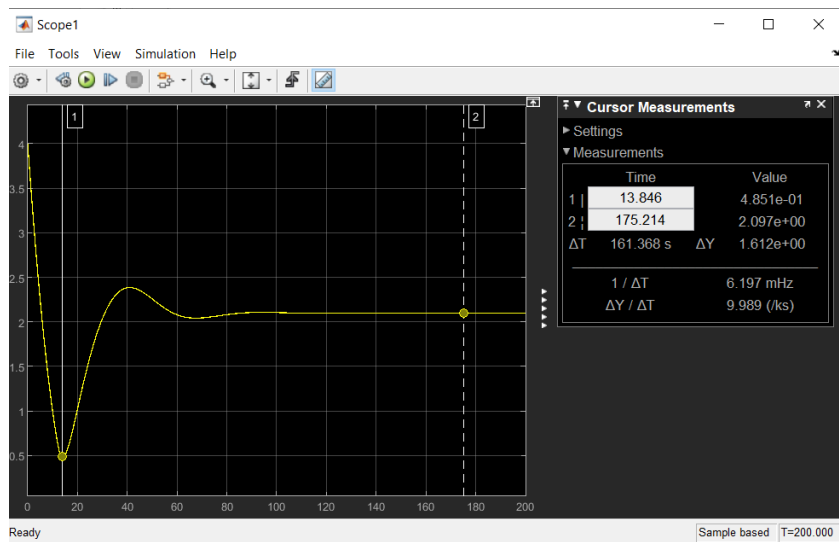 Scope1
File Tools View Simulation Help
1
2
4
3.5
3
2.5
2
1.5
1
0.5
0 20 40 60 80 100 120 140 160 180 200
Cursor Measurements
Settings
Measurements
Time Value
1 | 13.846 4.851e-01
2 ¦ 175.214 2.097e+00
ΔT 161.368 s ΔY 1.612e+00
1 / ΔT 6.197 mHz
ΔY / ΔT 9.989 (/ks)
Ready Sample based T=200.000